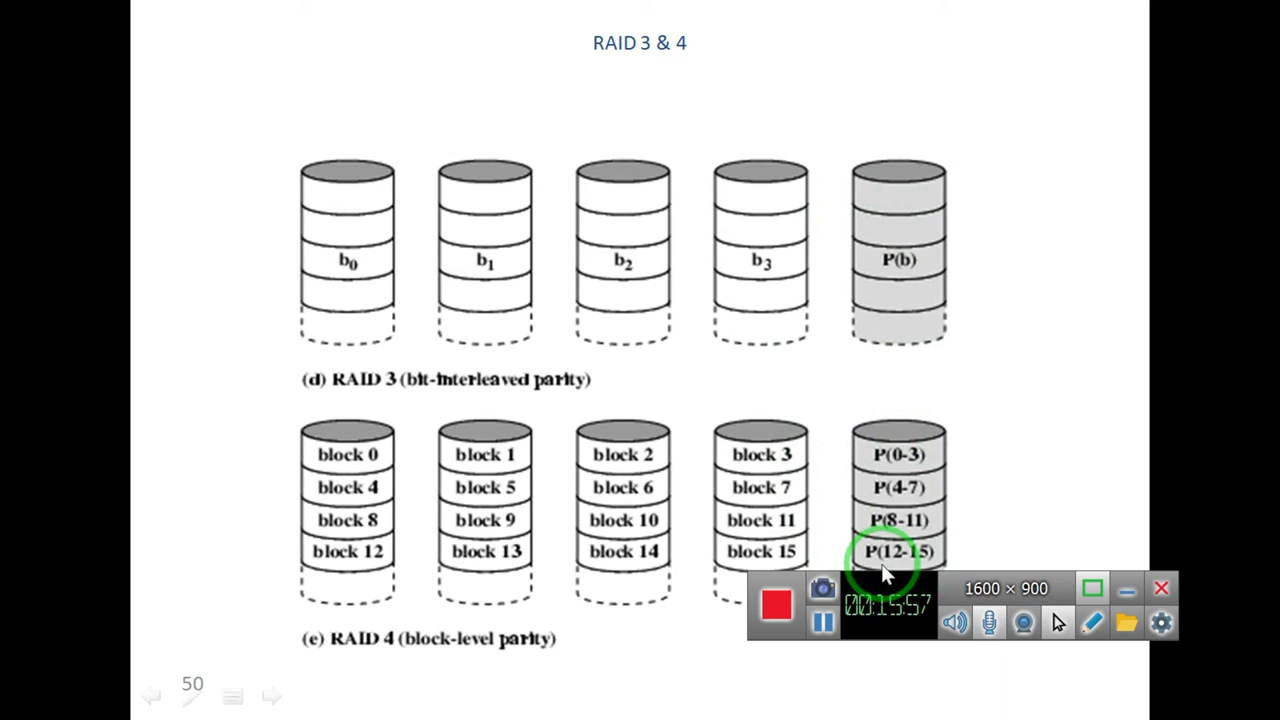 RAID 3 & 4
b0 b1 b2 b3 P(b)
(d) RAID 3 (bit-interleaved parity)
block 0 block 1 block 2 block 3 P(0-3)
block 4 block 5 block 6 block 7 P(4-7)
block 8 block 9 block 10 block 11 P(8-11)
block 12 block 13 block 14 block 15 P(12-15)
1600 × 900
00:15:57
(e) RAID 4 (block-level parity)
50